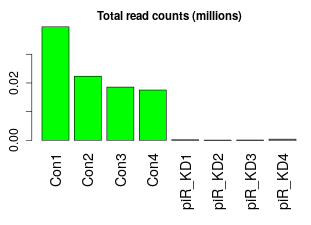 Total read counts (millions)
0.02
0.00
Con1
Con2
Con3
Con4
piR_KD1
piR_KD2
piR_KD3
piR_KD4